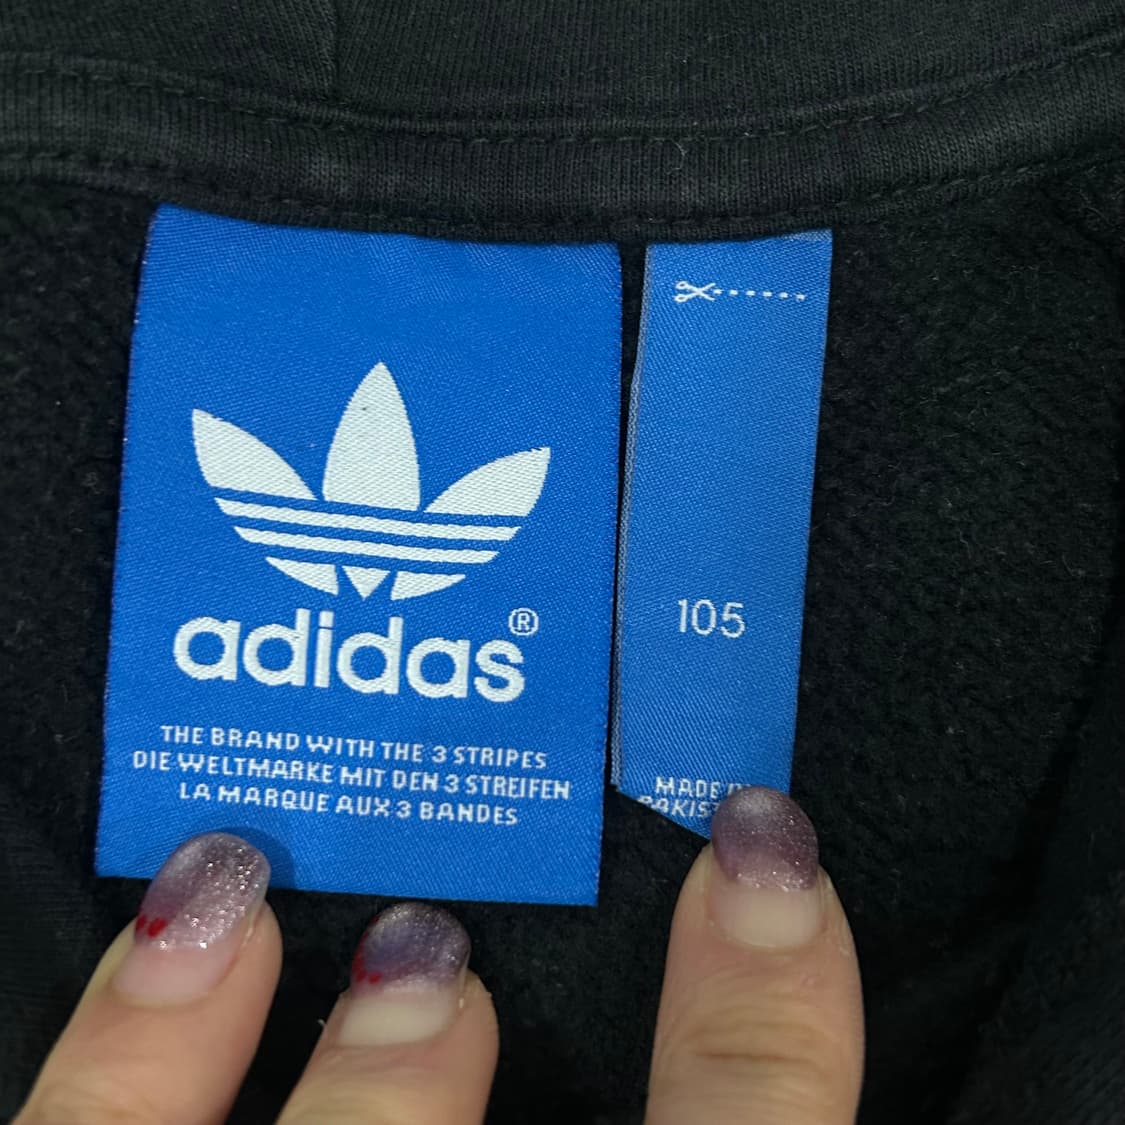 adidas®
THE BRAND WITH THE 3 STRIPES
DIE WELTMARKE MIT DEN 3 STREIFEN
LA MARQUE AUX 3 BANDES
105
MADE